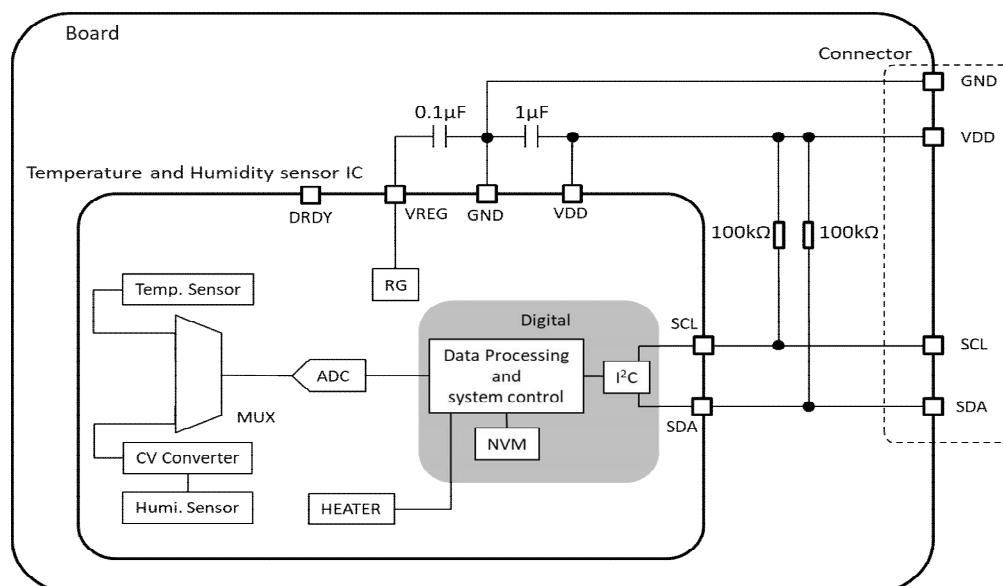 Board
Connector
GND
0.1µF
1µF
VDD
Temperature and Humidity sensor IC
DRDY
VREG
GND
VDD
100kΩ
100kΩ
RG
Temp. Sensor
Digital
SCL
SCL
Data Processing
and
system control
ADC
I²C
MUX
SDA
SDA
NVM
CV Converter
Humi. Sensor
HEATER